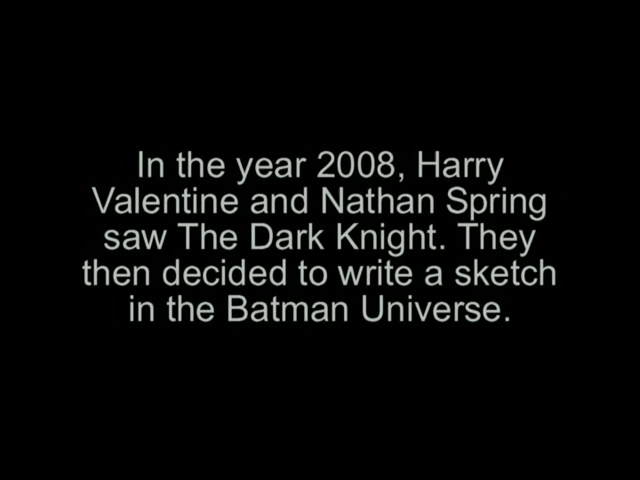 In the year 2008, Harry
Valentine and Nathan Spring
saw The Dark Knight. They
then decided to write a sketch
in the Batman Universe.